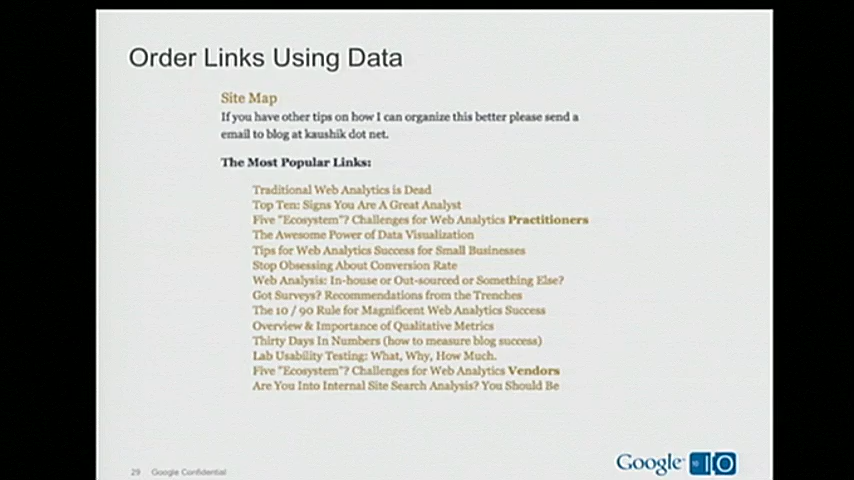 Order Links Using Data
Site Map
If you have other tips on how I can organize this better please send a
email to blog at kaushik dot net.
The Most Popular Links:
Traditional Web Analytics is Dead
Top Ten: Signs You Are A Great Analyst
Five "Ecosystem"? Challenges for Web Analytics Practitioners
The Awesome Power of Data Visualization
Tips for Web Analytics Success for Small Businesses
Stop Obsessing About Conversion Rate
Web Analysis: In-house or Out-sourced or Something Else?
Got Surveys? Recommendations from the Trenches
The 10 / 90 Rule for Magnificent Web Analytics Success
Overview & Importance of Qualitative Metrics
Thirty Days In Numbers (how to measure blog success)
Lab Usability Testing: What, Why, How Much.
Five "Ecosystem"? Challenges for Web Analytics Vendors
Are You Into Internal Site Search Analysis? You Should Be
29 Google Confidential
Google 10 IO